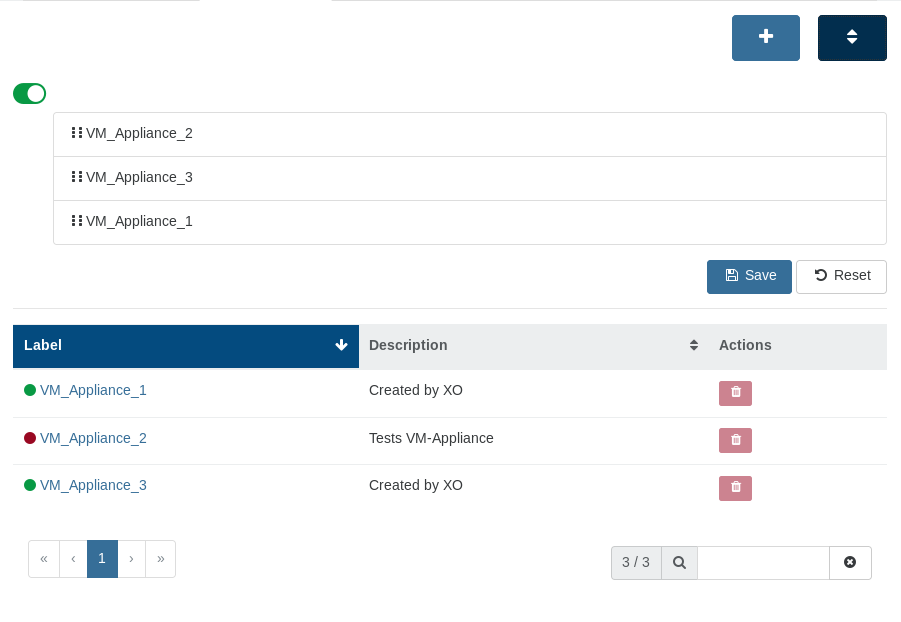 VM_Appliance_2
VM_Appliance_3
VM_Appliance_1
Save Reset
Label Description Actions
VM_Appliance_1 Created by XO
VM_Appliance_2 Tests VM-Appliance
VM_Appliance_3 Created by XO
« ‹ 1 › » 3 / 3